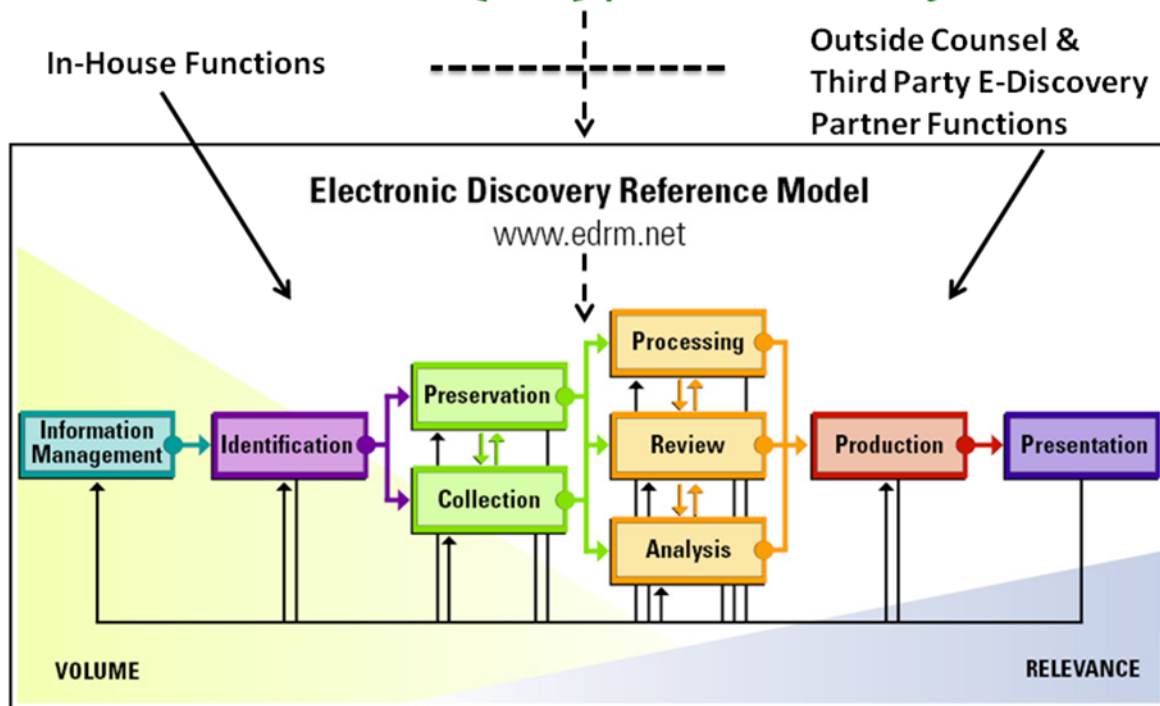 In-House Functions
Outside Counsel &
Third Party E-Discovery
Partner Functions
Electronic Discovery Reference Model
www.edrm.net
Processing
Preservation
Information
Management
Identification
Review
Production
Presentation
Collection
Analysis
VOLUME
RELEVANCE